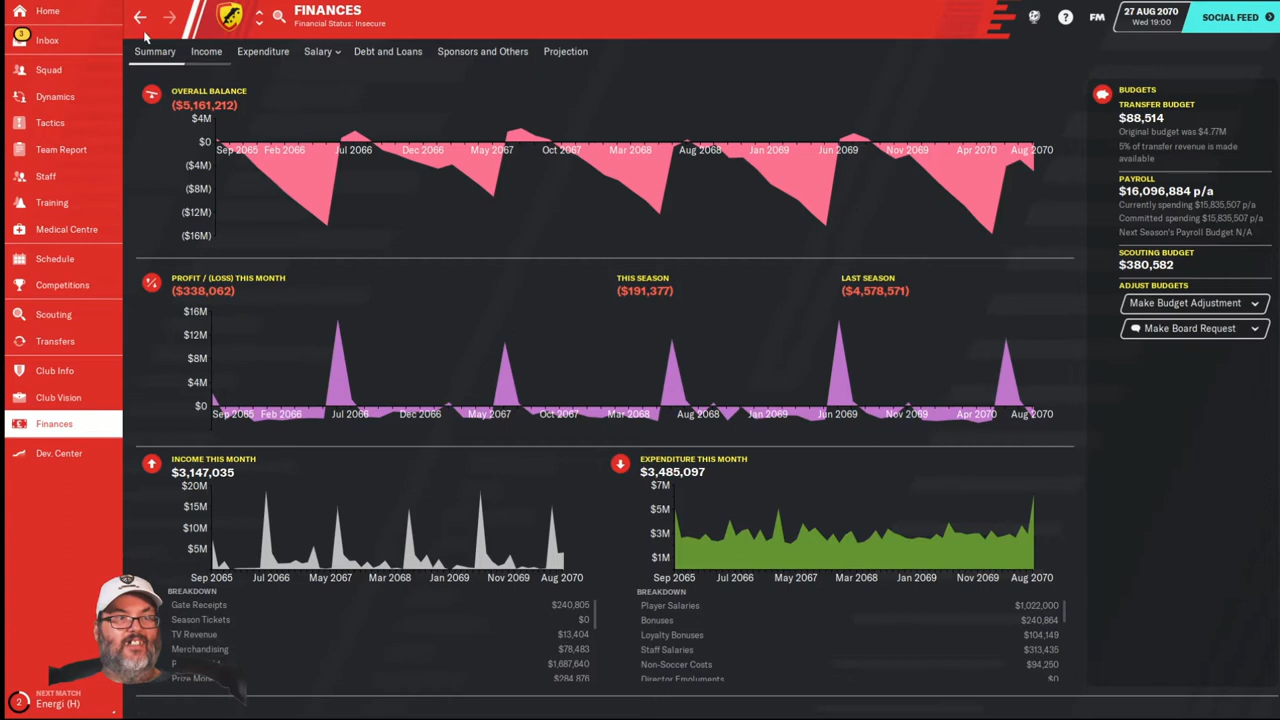 Home
3
Inbox
Squad
Dynamics
Tactics
Team Report
Staff
Training
Medical Centre
Schedule
Competitions
Scouting
Transfers
Club Info
Club Vision
Finances
Dev. Center
2
NEXT MATCH
Energi (H)
FINANCES
Financial Status: Insecure
?
FM
27 AUG 2070
Wed 19:00
SOCIAL FEED
Summary
Income
Expenditure
Salary
Debt and Loans
Sponsors and Others
Projection
OVERALL BALANCE
($5,161,212)
$4M
$0
($4M)
($8M)
($12M)
($16M)
Sep 2065 Feb 2066 Jul 2066 Dec 2066 May 2067 Oct 2067 Mar 2068 Aug 2068 Jan 2069 Jun 2069 Nov 2069 Apr 2070 Aug 2070
PROFIT / (LOSS) THIS MONTH
($338,062)
THIS SEASON
($191,377)
LAST SEASON
($4,578,571)
$16M
$12M
$8M
$4M
$0
Sep 2065 Feb 2066 Jul 2066 Dec 2066 May 2067 Oct 2067 Mar 2068 Aug 2068 Jan 2069 Jun 2069 Nov 2069 Apr 2070 Aug 2070
INCOME THIS MONTH
$3,147,035
$20M
$15M
$10M
$5M
Sep 2065 Jul 2066 May 2067 Mar 2068 Jan 2069 Nov 2069 Aug 2070
BREAKDOWN
Gate Receipts $240,805
Season Tickets $0
TV Revenue $13,404
Merchandising $78,483
$1,687,640
Prize $284,876
EXPENDITURE THIS MONTH
$3,485,097
$7M
$5M
$3M
$1M
Sep 2065 Jul 2066 May 2067 Mar 2068 Jan 2069 Nov 2069 Aug 2070
BREAKDOWN
Player Salaries $1,022,000
Bonuses $240,864
Loyalty Bonuses $104,149
Staff Salaries $313,435
Non-Soccer Costs $94,250
Director Emoluments $0
BUDGETS
TRANSFER BUDGET
$88,514
Original budget was $4.77M
5% of transfer revenue is made
available
PAYROLL
$16,096,884 p/a
Currently spending $15,835,507 p/a
Committed spending $15,835,507 p/a
Next Season's Payroll Budget N/A
SCOUTING BUDGET
$380,582
ADJUST BUDGETS
Make Budget Adjustment
Make Board Request